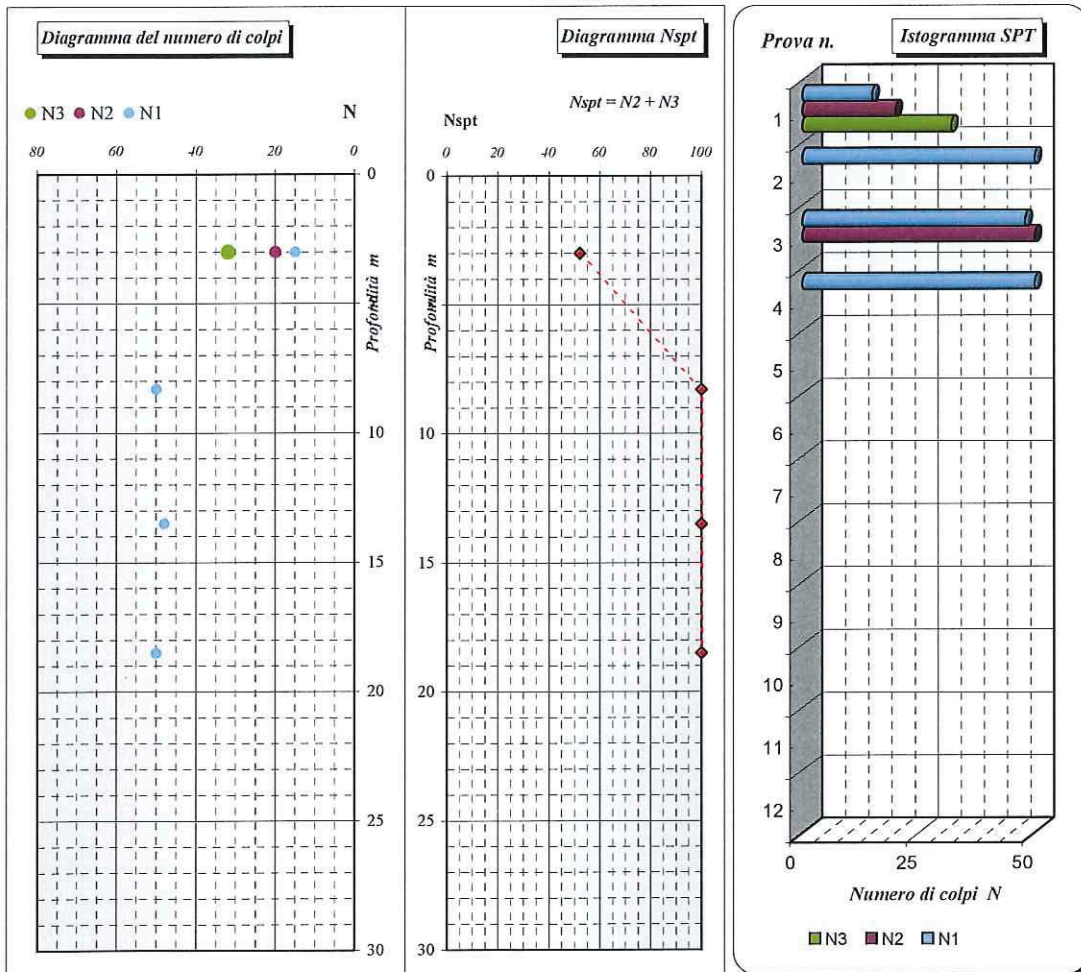 Diagramma del numero di colpi
N3 N2 N1
N
80 60 40 20 0
0
5
10
15
20
25
30
Profondità m
Diagramma Nspt
Nspt = N2 + N3
Nspt
0 20 40 60 80 100
0
5
10
15
20
25
30
Profondità m
Prova n.
Istogramma SPT
1
2
3
4
5
6
7
8
9
10
11
12
0 25 50
Numero di colpi N
N3 N2 N1